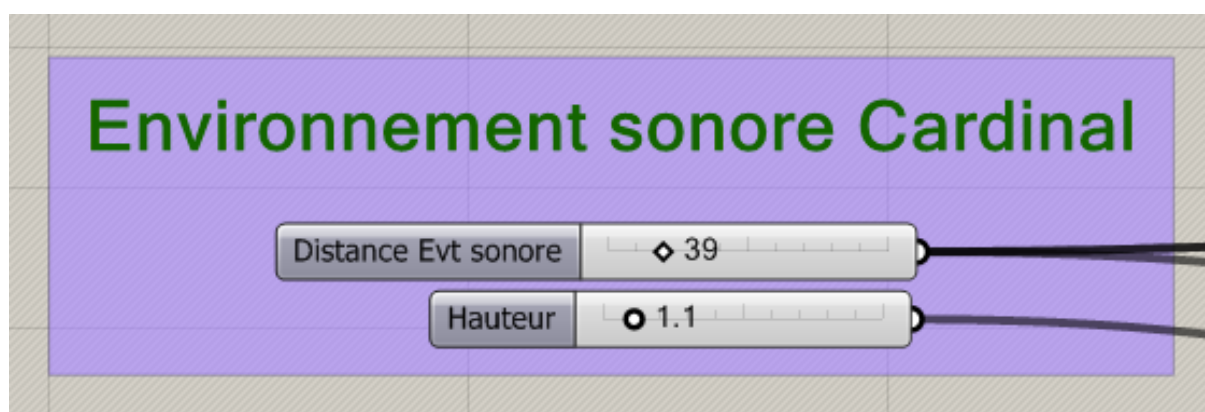 Environnement sonore Cardinal
Distance Evt sonore 39
Hauteur 1.1